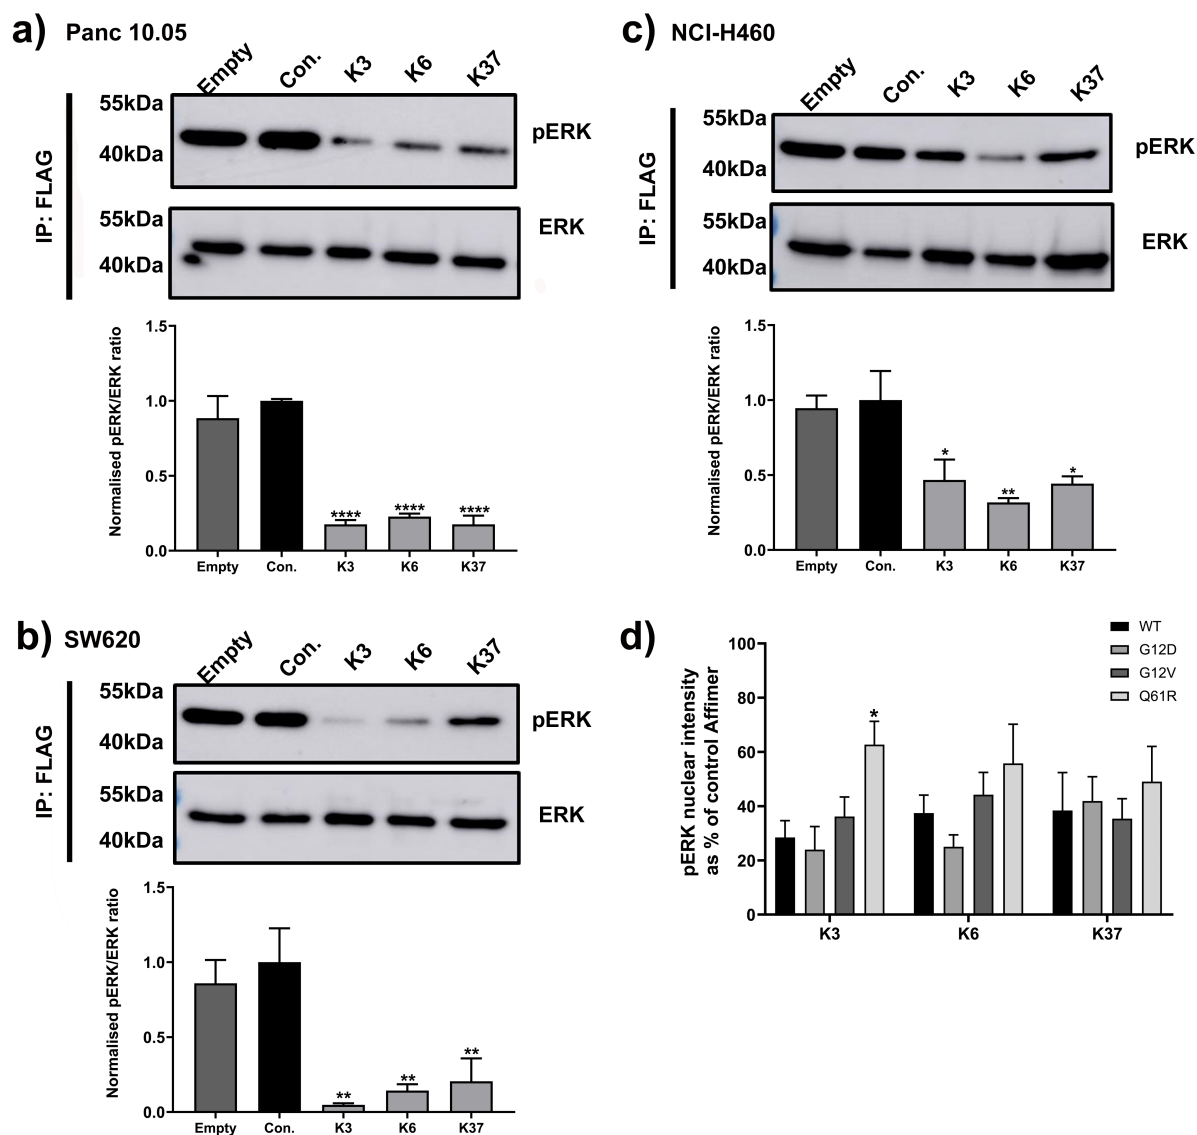 a) Panc 10.05
Empty Con. K3 K6 K37
IP: FLAG
55kDa
40kDa
pERK
55kDa
40kDa
ERK
Normalised pERK/ERK ratio
1.5
1.0
0.5
0.0
**** **** ****
Empty Con. K3 K6 K37
c) NCI-H460
Empty Con. K3 K6 K37
IP: FLAG
55kDa
40kDa
pERK
55kDa
40kDa
ERK
Normalised pERK/ERK ratio
1.5
1.0
0.5
0.0
* ** *
Empty Con. K3 K6 K37
b) SW620
Empty Con. K3 K6 K37
IP: FLAG
55kDa
40kDa
pERK
55kDa
40kDa
ERK
Normalised pERK/ERK ratio
1.5
1.0
0.5
0.0
** ** **
Empty Con. K3 K6 K37
d)
WT
G12D
G12V
Q61R
pERK nuclear intensity
as % of control Affimer
100
80
60
40
20
0
*
K3 K6 K37